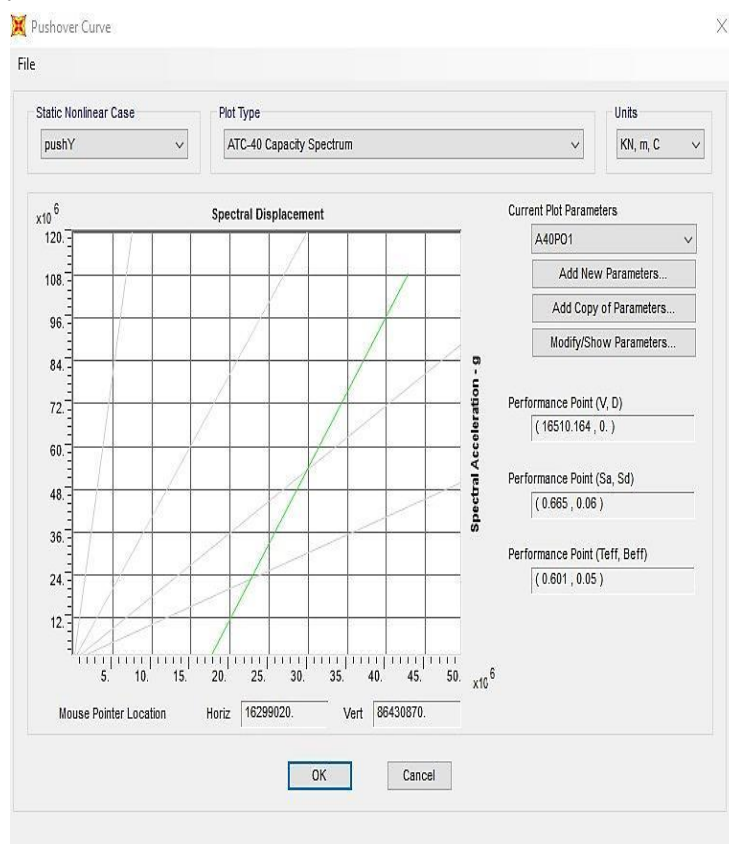 Pushover Curve
File
Static Nonlinear Case
Plot Type
Units
pushY
ATC-40 Capacity Spectrum
KN, m, C
x10 6
Spectral Displacement
Current Plot Parameters
A40PO1
Add New Parameters...
Add Copy of Parameters...
Modify/Show Parameters...
120.
108.
96.
84.
72.
60.
48.
36.
24.
12.
Spectral Acceleration - g
Performance Point (V, D)
( 16510.164 , 0. )
Performance Point (Sa, Sd)
( 0.665 , 0.06 )
Performance Point (Teff, Beff)
( 0.601 , 0.05 )
5. 10. 15. 20. 25. 30. 35. 40. 45. 50. x10 6
Mouse Pointer Location Horiz 16299020. Vert 86430870.
OK Cancel